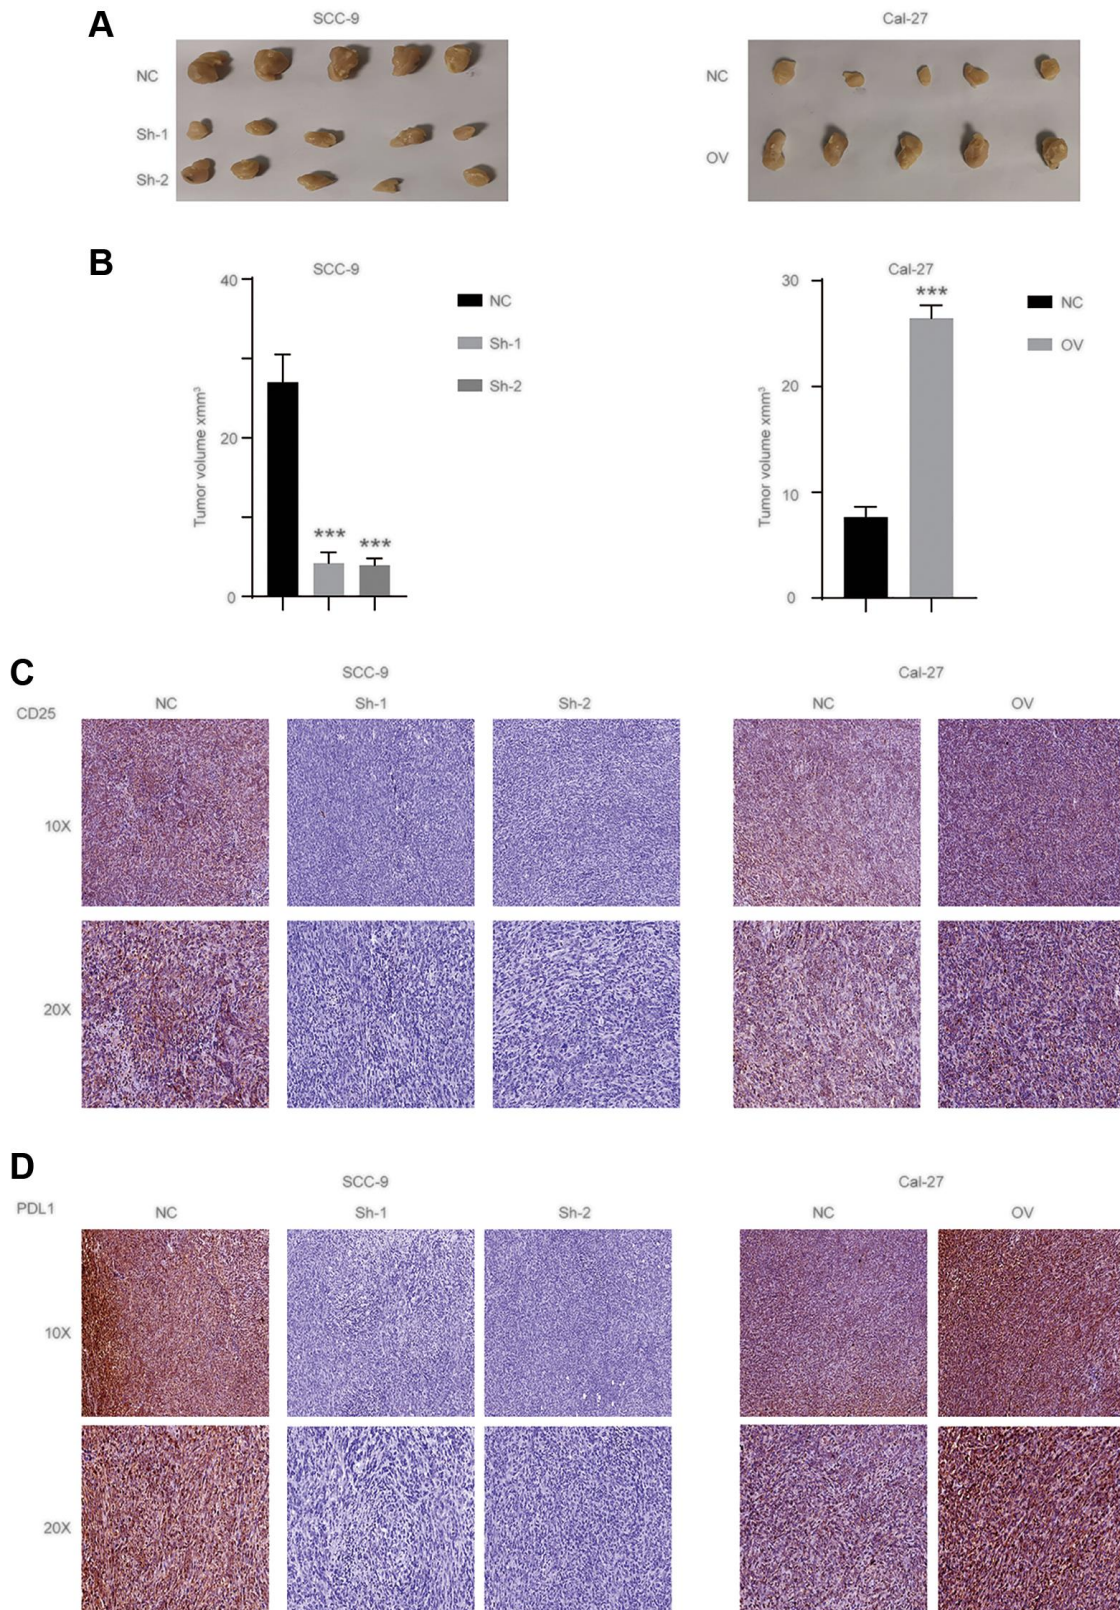 A
SCC-9
Cal-27
NC
Sh-1
Sh-2
NC
OV
B
SCC-9
40
20
0
Tumor volume xmm³
***
***
NC
Sh-1
Sh-2
Cal-27
30
20
10
0
Tumor volume xmm³
***
NC
OV
C
SCC-9
Cal-27
CD25
NC
Sh-1
Sh-2
NC
OV
10X
20X
D
SCC-9
Cal-27
PDL1
NC
Sh-1
Sh-2
NC
OV
10X
20X